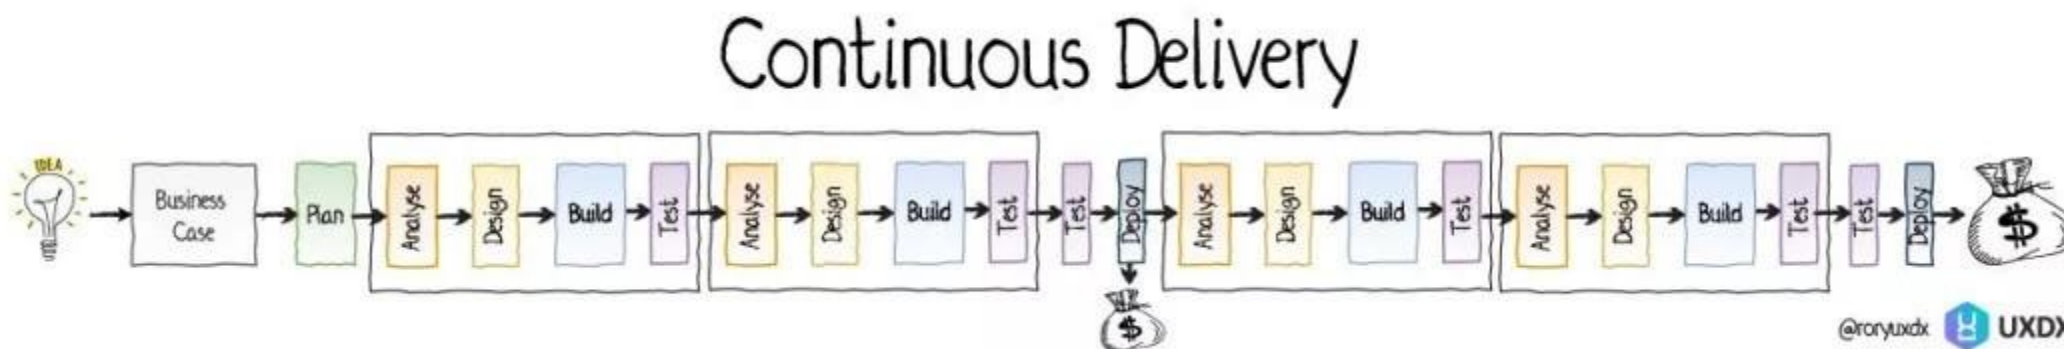 Continuous Delivery
IDEA
Business
Case
Plan
Analyse
Design
Build
Test
Analyse
Design
Build
Test
Test
Deploy
$
Analyse
Design
Build
Test
Analyse
Design
Build
Test
Test
Deploy
$
@roryuxdx
UXDX